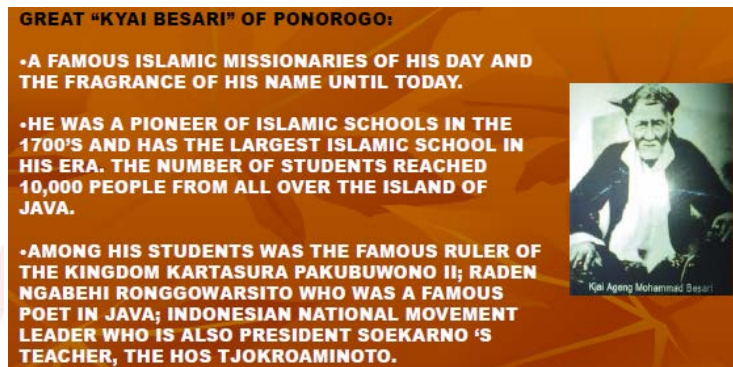 GREAT “KYAI BESARI” OF PONOROGO:
•A FAMOUS ISLAMIC MISSIONARIES OF HIS DAY AND
THE FRAGRANCE OF HIS NAME UNTIL TODAY.
•HE WAS A PIONEER OF ISLAMIC SCHOOLS IN THE
1700’S AND HAS THE LARGEST ISLAMIC SCHOOL IN
HIS ERA. THE NUMBER OF STUDENTS REACHED
10,000 PEOPLE FROM ALL OVER THE ISLAND OF
JAVA.
•AMONG HIS STUDENTS WAS THE FAMOUS RULER OF
THE KINGDOM KARTASURA PAKUBUWONO II; RADEN
NGABEHI RONGGOWARSITO WHO WAS A FAMOUS
POET IN JAVA; INDONESIAN NATIONAL MOVEMENT
LEADER WHO IS ALSO PRESIDENT SOEKARNO ‘S
TEACHER, THE HOS TJOKROAMINOTO.
Kjai Ageng Mohammad Besari